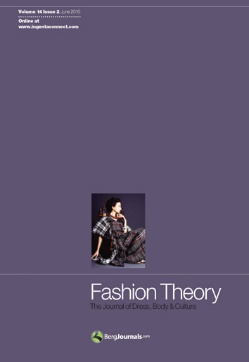 Volume 14 Issue 2 June 2010
Online at
www.ingentaconnect.com
Fashion Theory
The Journal of Dress, Body & Culture
BergJournals.com